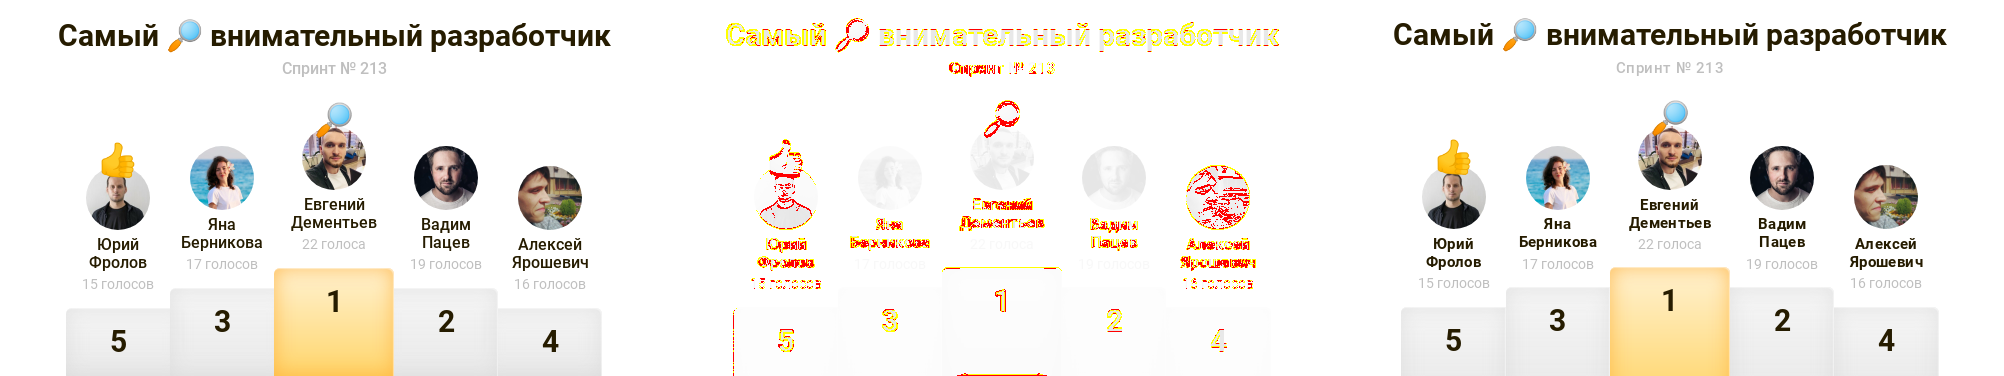 Самый 🔎 внимательный разработчик
Спринт № 213
Евгений
Дементьев
22 голоса
Яна
Берникова
17 голосов
Вадим
Пацев
19 голосов
Юрий
Фролов
15 голосов
Алексей
Ярошевич
16 голосов
5
3
1
2
4
Самый 🔎 внимательный разработчик
Спринт № 213
Евгений
Дементьев
22 голоса
Яна
Берникова
17 голосов
Вадим
Пацев
19 голосов
Юрий
Фролов
15 голосов
Алексей
Ярошевич
16 голосов
5
3
1
2
4
Самый 🔎 внимательный разработчик
Спринт № 213
Евгений
Дементьев
22 голоса
Яна
Берникова
17 голосов
Вадим
Пацев
19 голосов
Юрий
Фролов
15 голосов
Алексей
Ярошевич
16 голосов
5
3
1
2
4